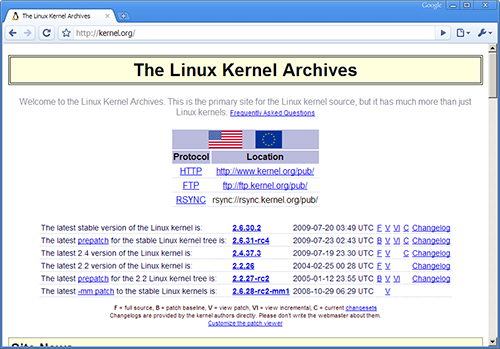 Google
The Linux Kernel Archives
http://kernel.org/
The Linux Kernel Archives
Welcome to the Linux Kernel Archives. This is the primary site for the Linux kernel source, but it has much more than just
Linux kernels. Frequently Asked Questions
Protocol Location
HTTP http://www.kernel.org/pub/
FTP ftp://ftp.kernel.org/pub/
RSYNC rsync://rsync.kernel.org/pub/
The latest stable version of the Linux kernel is: 2.6.30.2 2009-07-20 03:49 UTC F V VI C Changelog
The latest prepatch for the stable Linux kernel tree is: 2.6.31-rc4 2009-07-23 02:43 UTC B V VI C Changelog
The latest 2.4 version of the Linux kernel is: 2.4.37.3 2009-07-19 23:30 UTC F V C Changelog
The latest 2.2 version of the Linux kernel is: 2.2.26 2004-02-25 00:28 UTC F V Changelog
The latest prepatch for the 2.2 Linux kernel tree is: 2.2.27-rc2 2005-01-12 23:55 UTC B V VI Changelog
The latest -mm patch to the stable Linux kernels is: 2.6.28-rc2-mm1 2008-10-29 06:29 UTC V
F = full source, B = patch baseline, V = view patch, VI = view incremental, C = current changesets
Changelogs are provided by the kernel authors directly. Please don't write the webmaster about them.
Customize the patch viewer
Site News